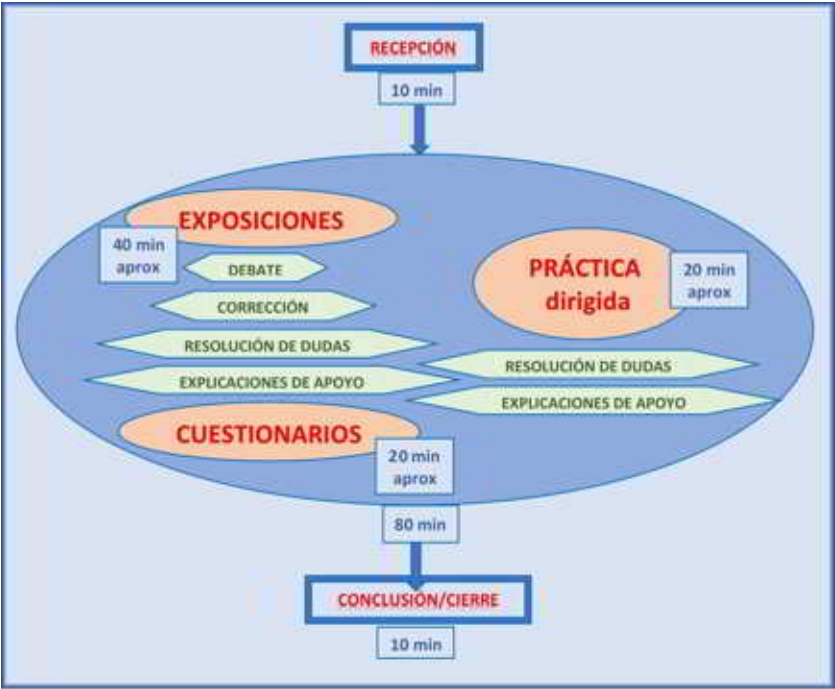 RECEPCIÓN
10 min
EXPOSICIONES
40 min
aprox
DEBATE
CORRECCIÓN
RESOLUCIÓN DE DUDAS
EXPLICACIONES DE APOYO
CUESTIONARIOS
20 min
aprox
PRÁCTICA
dirigida
20 min
aprox
RESOLUCIÓN DE DUDAS
EXPLICACIONES DE APOYO
80 min
CONCLUSIÓN/CIERRE
10 min